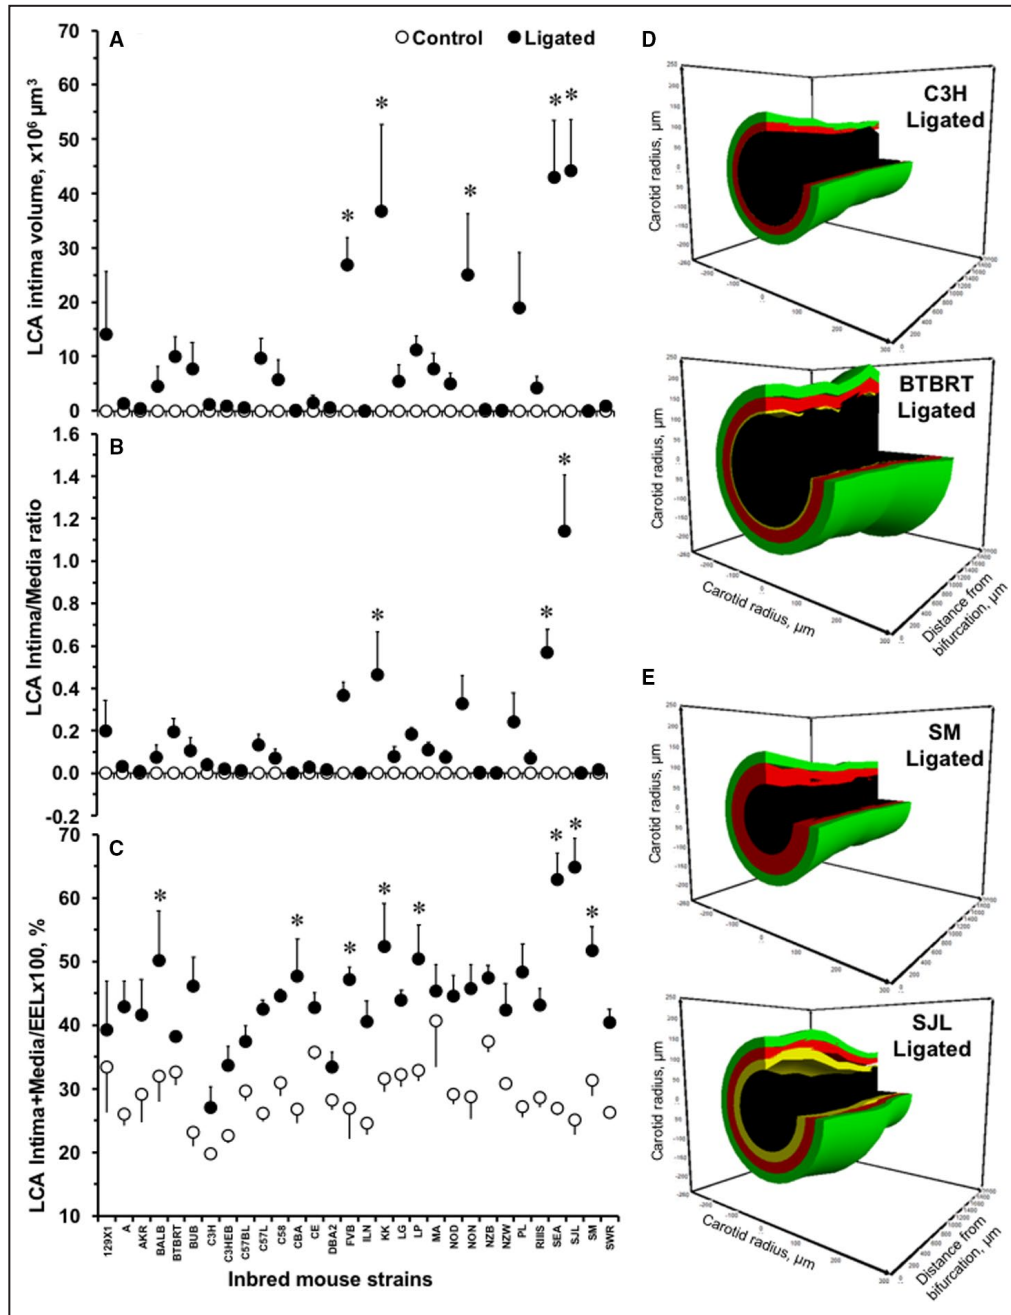 A
○ Control ● Ligated
LCA intima volume, x10⁶ µm³
70
60
50
40
30
20
10
0
* * * * *
B
LCA Intima/Media ratio
1.6
1.4
1.2
1.0
0.8
0.6
0.4
0.2
0.0
-0.2
* * *
C
LCA Intima+Media/EELx100, %
70
60
50
40
30
20
10
* * * * * * * *
129X1 A AKR BALB BTBRT BUB C3H C3HEB C57BL C57L C58 CBA CE DBA2 FVB ILN KK LG LP MA NOD NON NZB NZW PL RIIIS SEA SJL SM SWR
Inbred mouse strains
D
C3H
Ligated
Carotid radius, µm
BTBRT
Ligated
Carotid radius, µm
Carotid radius, µm
Distance from
bifurcation, µm
E
SM
Ligated
Carotid radius, µm
SJL
Ligated
Carotid radius, µm
Carotid radius, µm
Distance from
bifurcation, µm